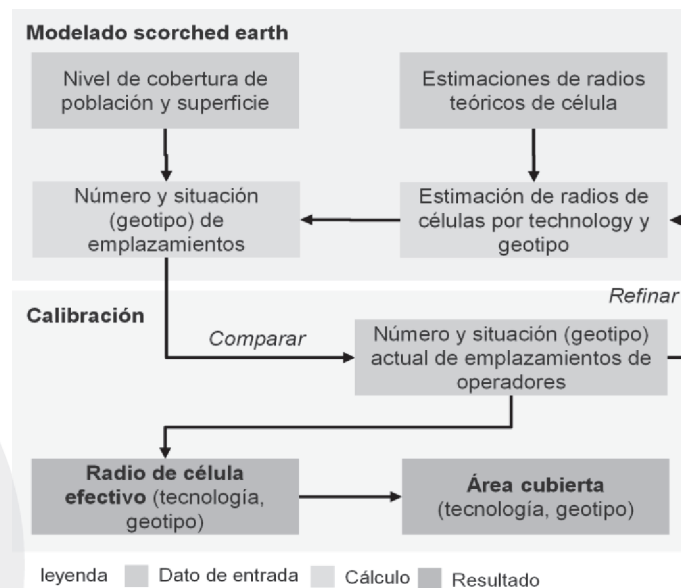 Modelado scorched earth
Nivel de cobertura de
población y superficie
Estimaciones de radios
teóricos de célula
Número y situación
(geotipo) de
emplazamientos
Estimación de radios de
células por technology y
geotipo
Refinar
Calibración
Comparar
Número y situación (geotipo)
actual de emplazamientos de
operadores
Radio de célula
efectivo (tecnología,
geotipo)
Área cubierta
(tecnología, geotipo)
leyenda Dato de entrada Cálculo Resultado